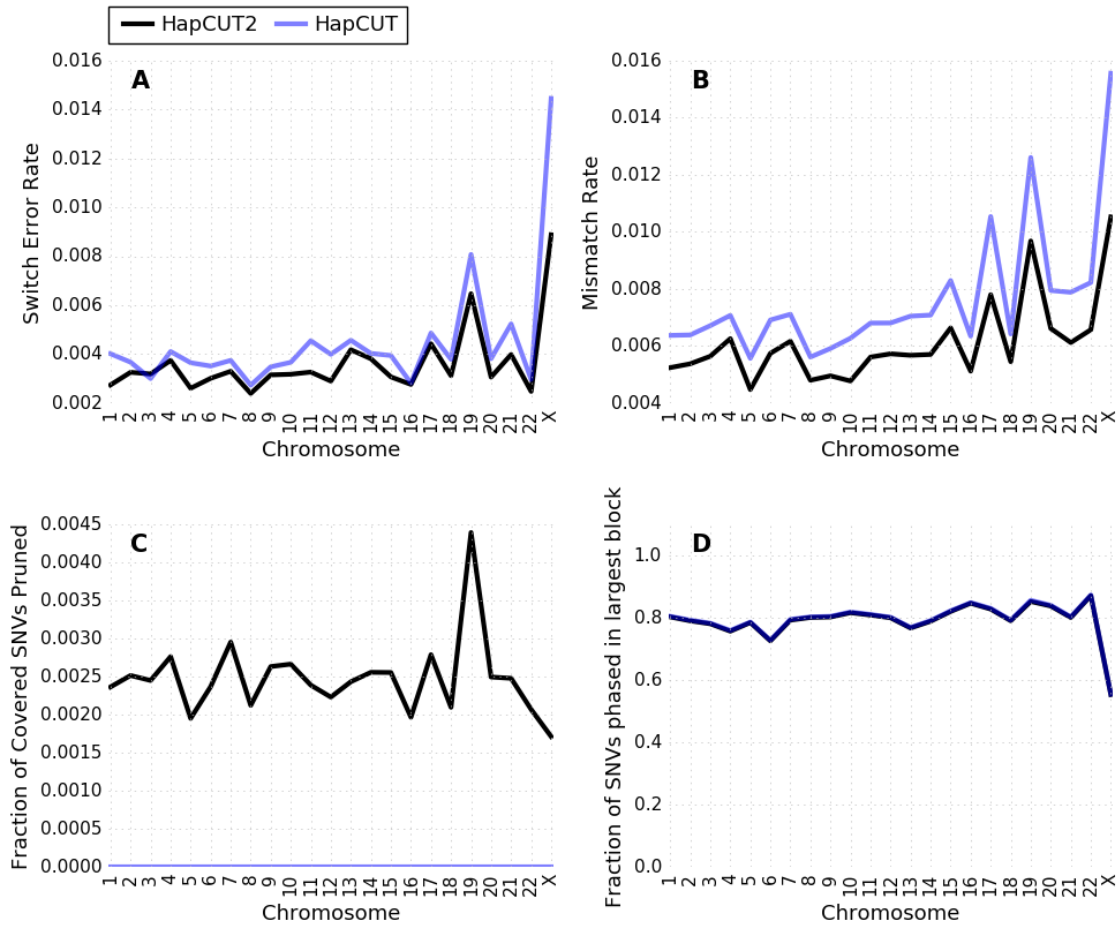 HapCUT2 HapCUT
A
Switch Error Rate
0.016
0.014
0.012
0.010
0.008
0.006
0.004
0.002
1 2 3 4 5 6 7 8 9 10 11 12 13 14 15 16 17 18 19 20 21 22 X
Chromosome
B
Mismatch Rate
0.016
0.014
0.012
0.010
0.008
0.006
0.004
1 2 3 4 5 6 7 8 9 10 11 12 13 14 15 16 17 18 19 20 21 22 X
Chromosome
C
Fraction of Covered SNVs Pruned
0.0045
0.0040
0.0035
0.0030
0.0025
0.0020
0.0015
0.0010
0.0005
0.0000
1 2 3 4 5 6 7 8 9 10 11 12 13 14 15 16 17 18 19 20 21 22 X
Chromosome
D
Fraction of SNVs phased in largest block
1.0
0.8
0.6
0.4
0.2
0.0
1 2 3 4 5 6 7 8 9 10 11 12 13 14 15 16 17 18 19 20 21 22 X
Chromosome